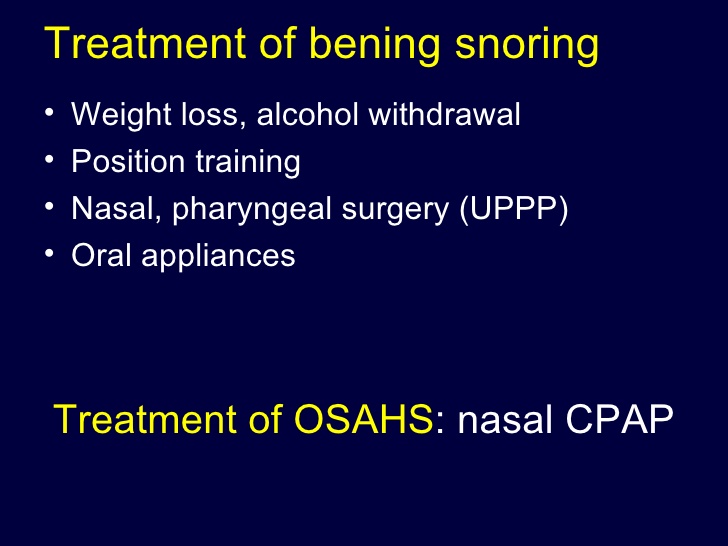 Treatment of bening snoring
• Weight loss, alcohol withdrawal
• Position training
• Nasal, pharyngeal surgery (UPPP)
• Oral appliances
Treatment of OSAHS: nasal CPAP